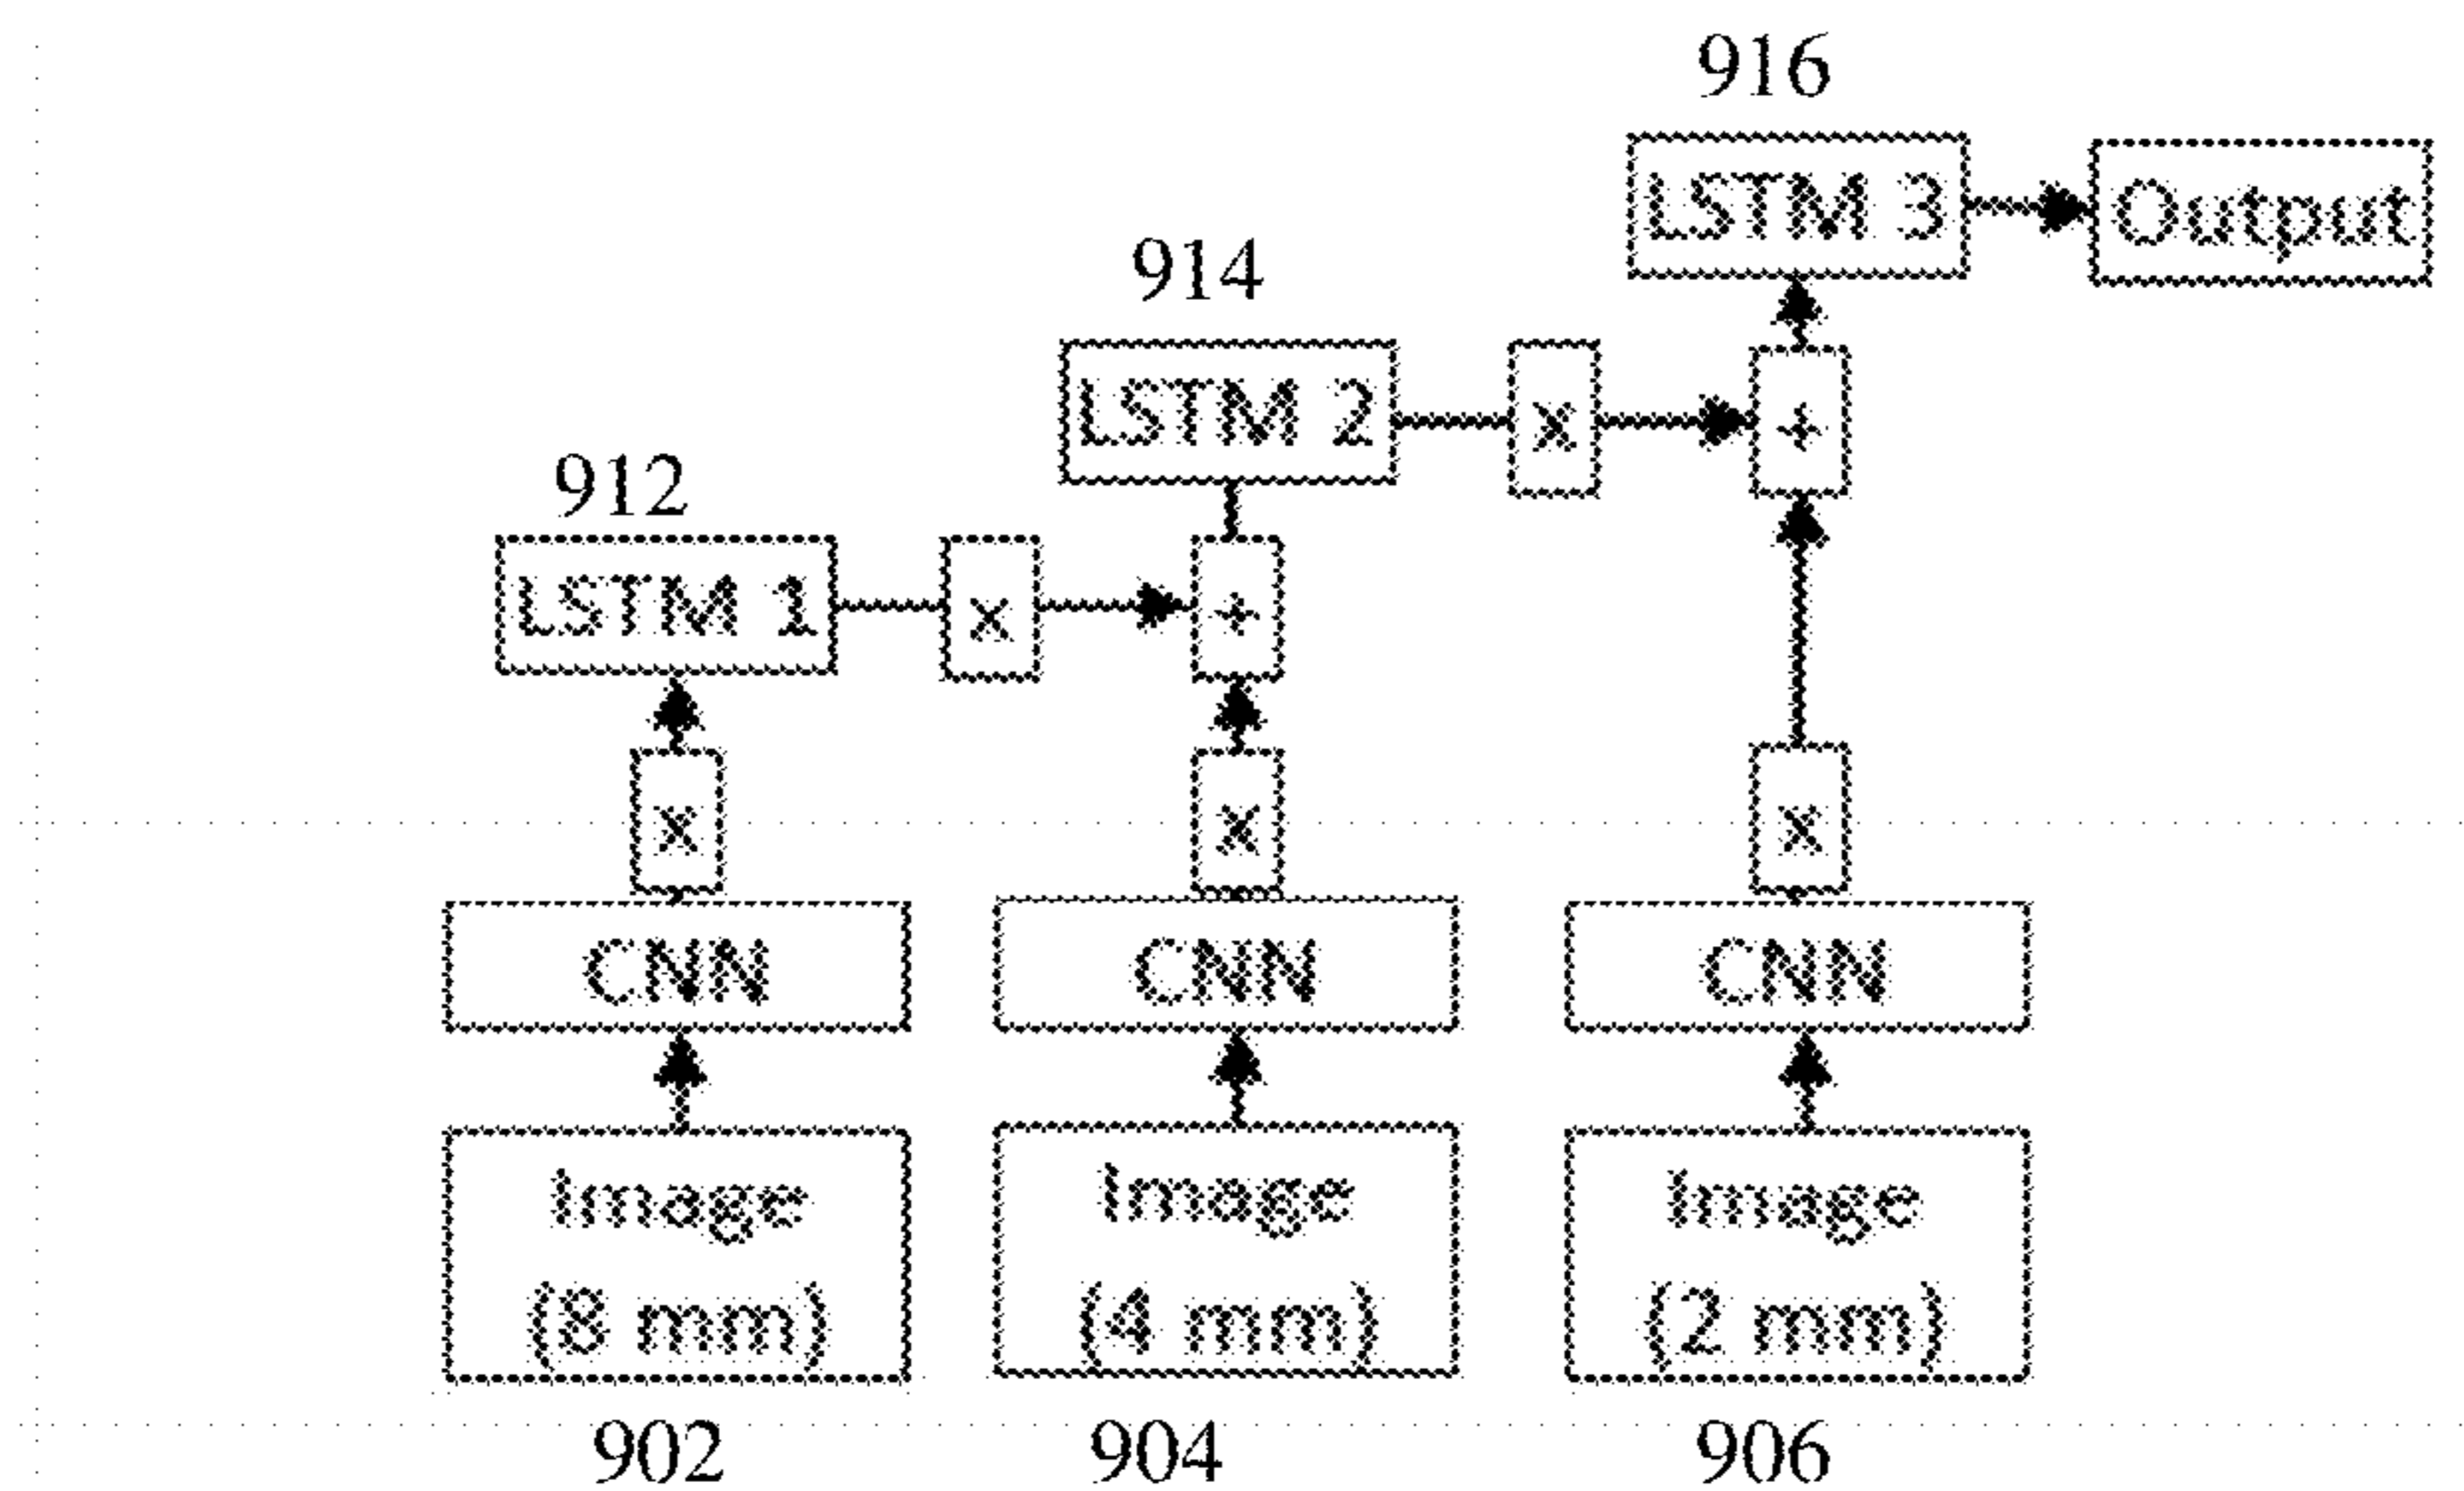 916
LSTM 3
Output
914
LSTM 2
x
+
912
LSTM 1
x
+
x
x
x
CNN
CNN
CNN
Image
(8 mm)
Image
(4 mm)
Image
(2 mm)
902
904
906